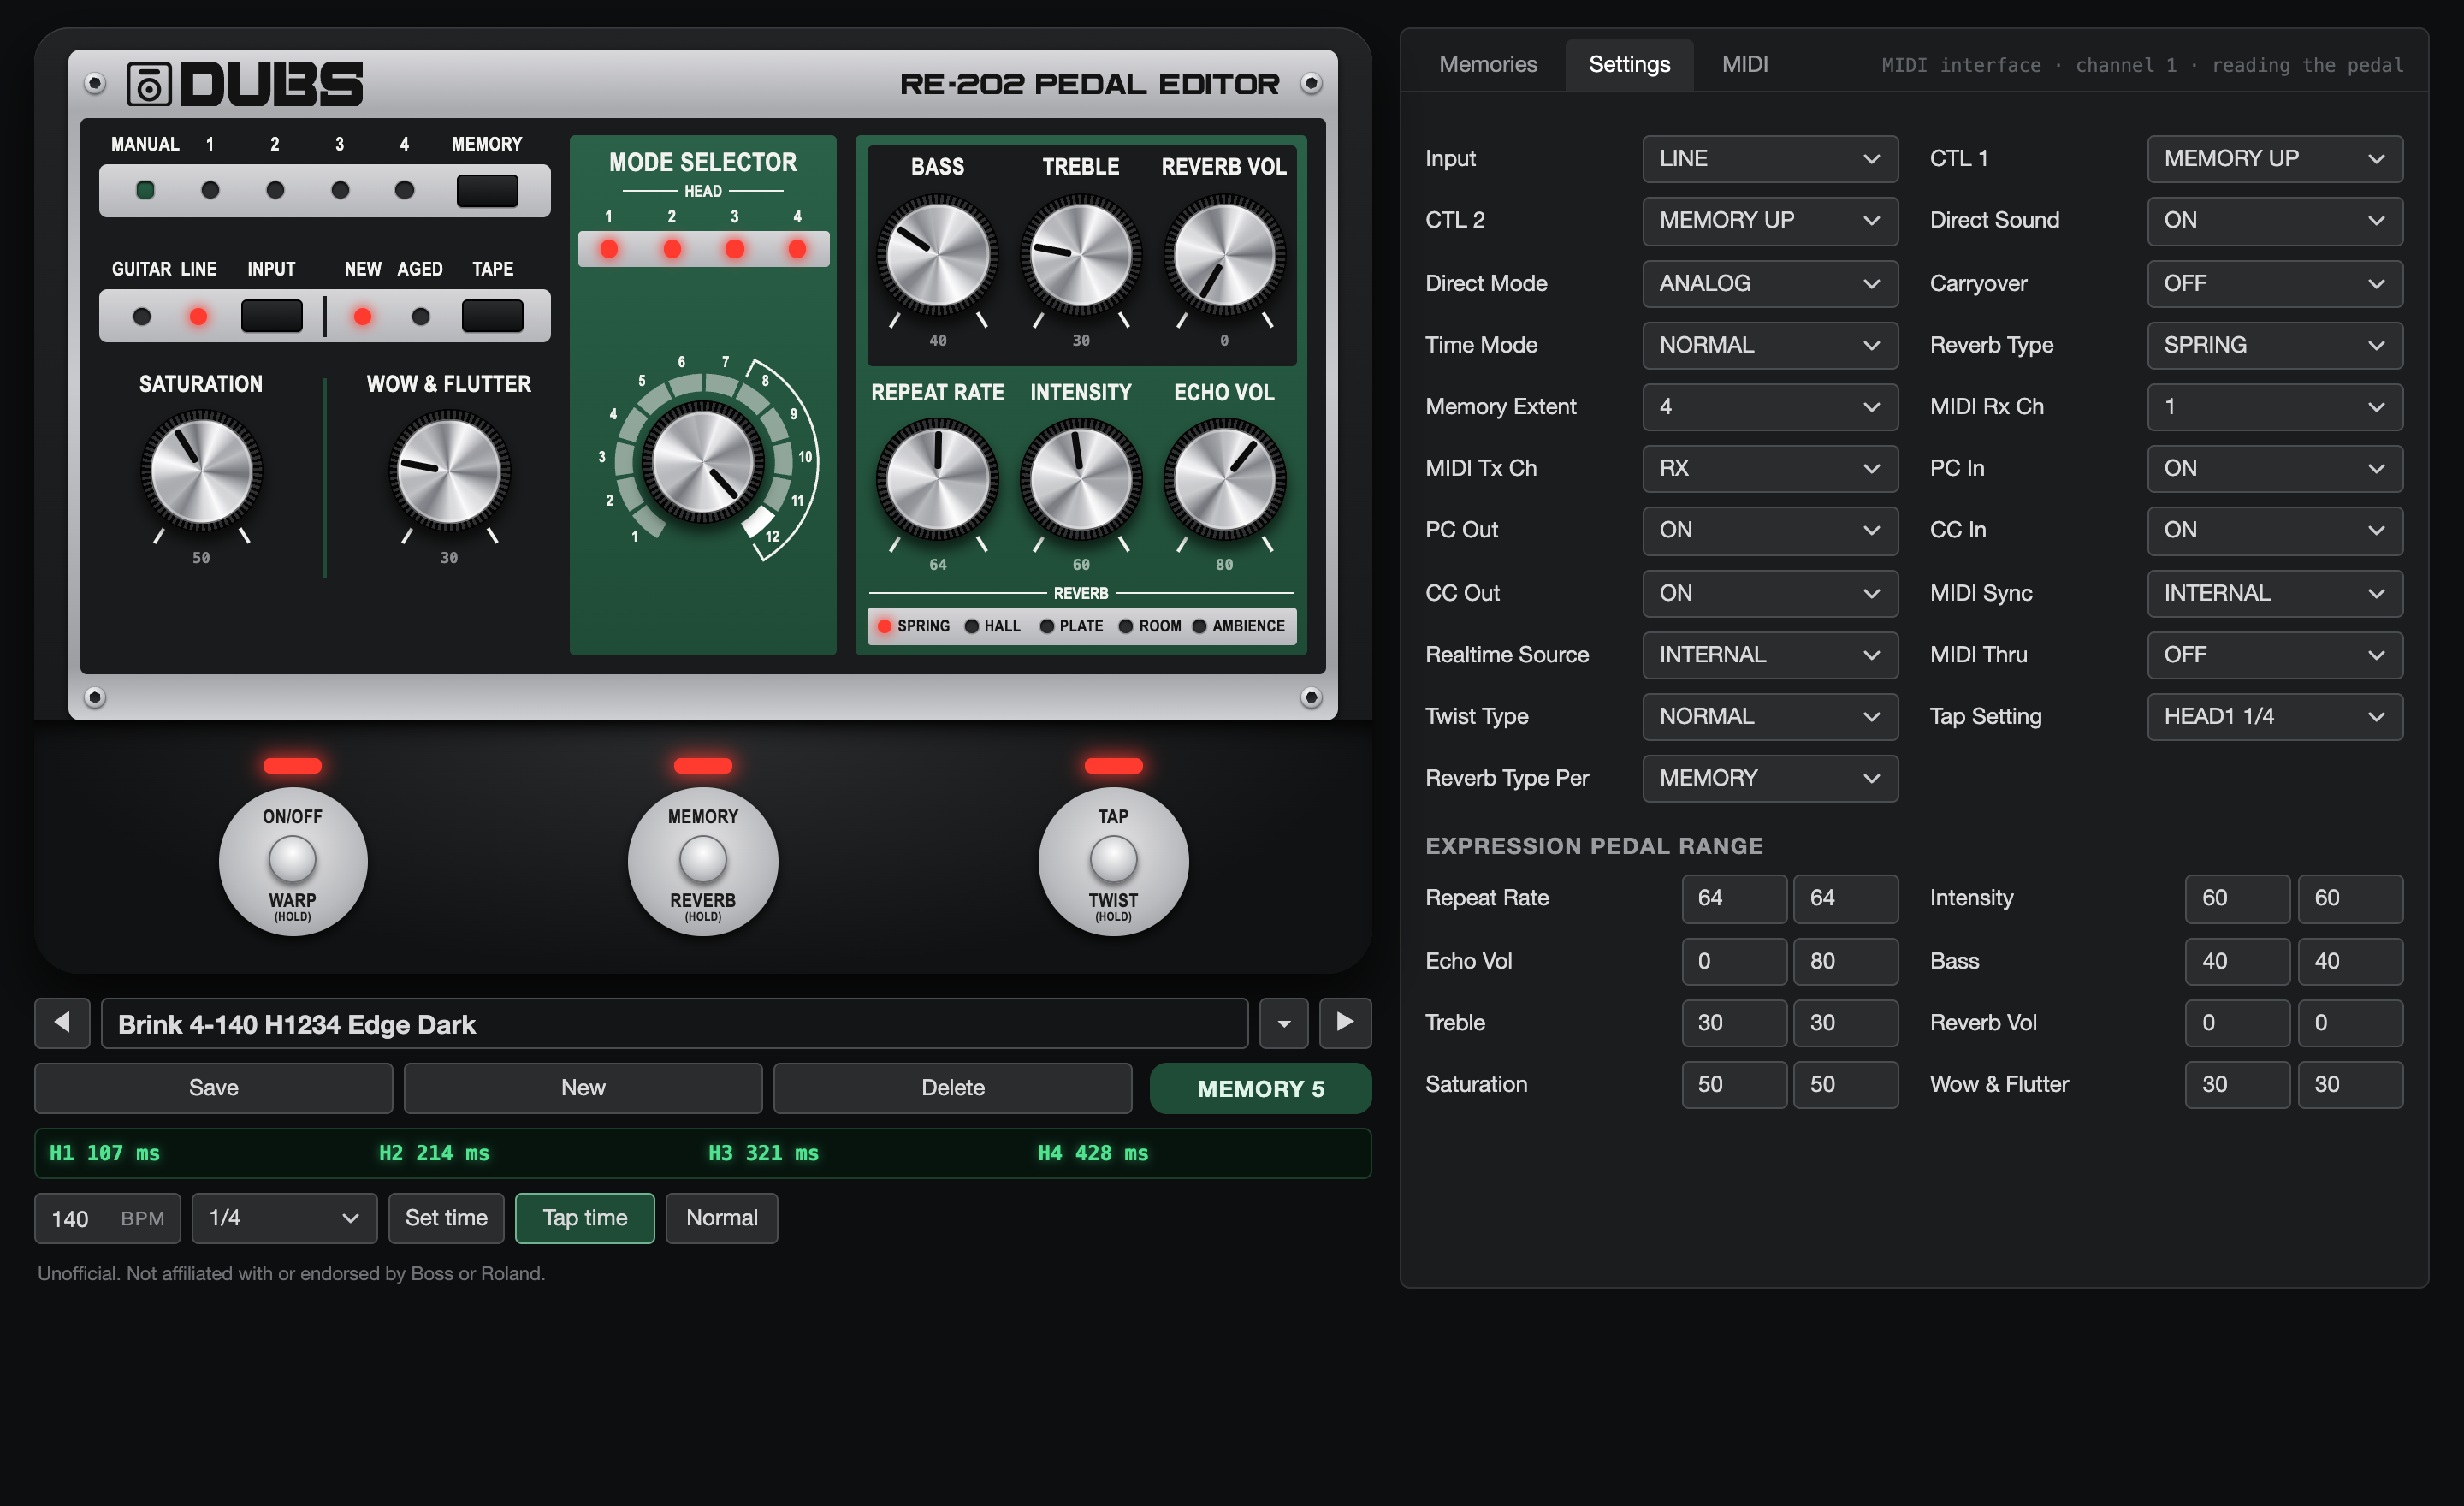 DUBS
RE-202 PEDAL EDITOR
MANUAL 1 2 3 4 MEMORY
GUITAR LINE INPUT NEW AGED TAPE
SATURATION WOW & FLUTTER
50 30
MODE SELECTOR
HEAD
1 2 3 4
1 2 3 4 5 6 7 8 9 10 11 12
BASS TREBLE REVERB VOL
40 30 0
REPEAT RATE INTENSITY ECHO VOL
64 60 80
REVERB
SPRING HALL PLATE ROOM AMBIENCE
ON/OFF
WARP
(HOLD)
MEMORY
REVERB
(HOLD)
TAP
TWIST
(HOLD)
Brink 4-140 H1234 Edge Dark
Save New Delete MEMORY 5
H1 107 ms H2 214 ms H3 321 ms H4 428 ms
140 BPM 1/4 Set time Tap time Normal
Unofficial. Not affiliated with or endorsed by Boss or Roland.
Memories Settings MIDI MIDI interface · channel 1 · reading the pedal
Input LINE CTL 1 MEMORY UP
CTL 2 MEMORY UP Direct Sound ON
Direct Mode ANALOG Carryover OFF
Time Mode NORMAL Reverb Type SPRING
Memory Extent 4 MIDI Rx Ch 1
MIDI Tx Ch RX PC In ON
PC Out ON CC In ON
CC Out ON MIDI Sync INTERNAL
Realtime Source INTERNAL MIDI Thru OFF
Twist Type NORMAL Tap Setting HEAD1 1/4
Reverb Type Per MEMORY
EXPRESSION PEDAL RANGE
Repeat Rate 64 64 Intensity 60 60
Echo Vol 0 80 Bass 40 40
Treble 30 30 Reverb Vol 0 0
Saturation 50 50 Wow & Flutter 30 30